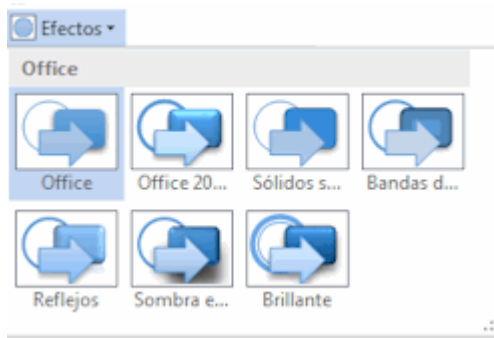 Efectos
Office
Office Office 20... Sólidos s... Bandas d...
Reflejos Sombra e... Brillante